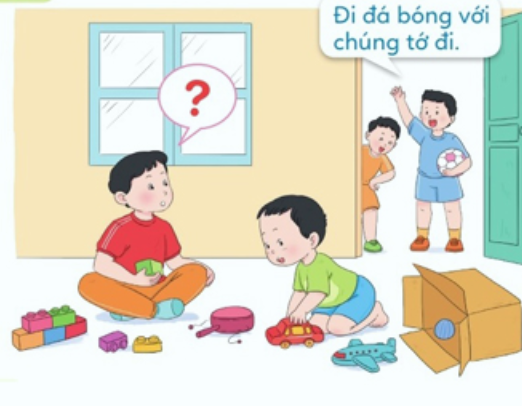 Đi đá bóng với
chúng tớ đi.
?